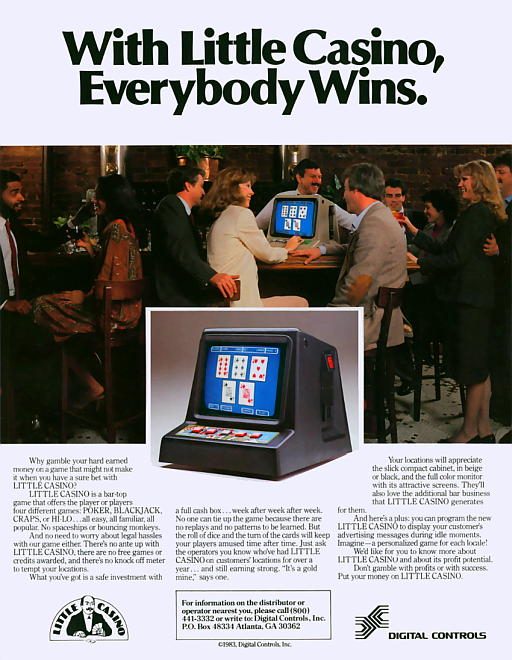 With Little Casino,
Everybody Wins.
Why gamble your hard earned
money on a game that might not make
it when you have a sure bet with
LITTLE CASINO?
LITTLE CASINO is a bar-top
game that offers the player or players
four different games: POKER, BLACKJACK,
CRAPS, or HI-LO...all easy, all familiar, all
popular. No spaceships or bouncing monkeys.
And no need to worry about legal hassles
with our game either. There's no ante up with
LITTLE CASINO, there are no free games or
credits awarded, and there's no knock off meter
to tempt your locations.
What you've got is a safe investment with
a full cash box...week after week after week.
No one can tie up the game because there are
no replays and no patterns to be learned. But
the roll of dice and the turn of the cards will keep
your players amused time after time. Just ask
the operators you know who've had LITTLE
CASINO on customers' locations for over a
year... and still earning strong. "It's a gold
mine," says one.
Your locations will appreciate
the slick compact cabinet, in beige
or black, and the full color monitor
with its attractive screens. They'll
also love the additional bar business
that LITTLE CASINO generates
for them.
And here's a plus: you can program the new
LITTLE CASINO to display your customer's
advertising messages during idle moments.
Imagine—a personalized game for each locale!
We'd like for you to know more about
LITTLE CASINO and about its profit potential.
Don't gamble with profits or with success.
Put your money on LITTLE CASINO.
LITTLE CASINO
For information on the distributor or
operator nearest you, please call (800)
441-3332 or write to: Digital Controls, Inc.
P.O. Box 48334 Atlanta, GA 30362
DIGITAL CONTROLS
©1983, Digital Controls, Inc.